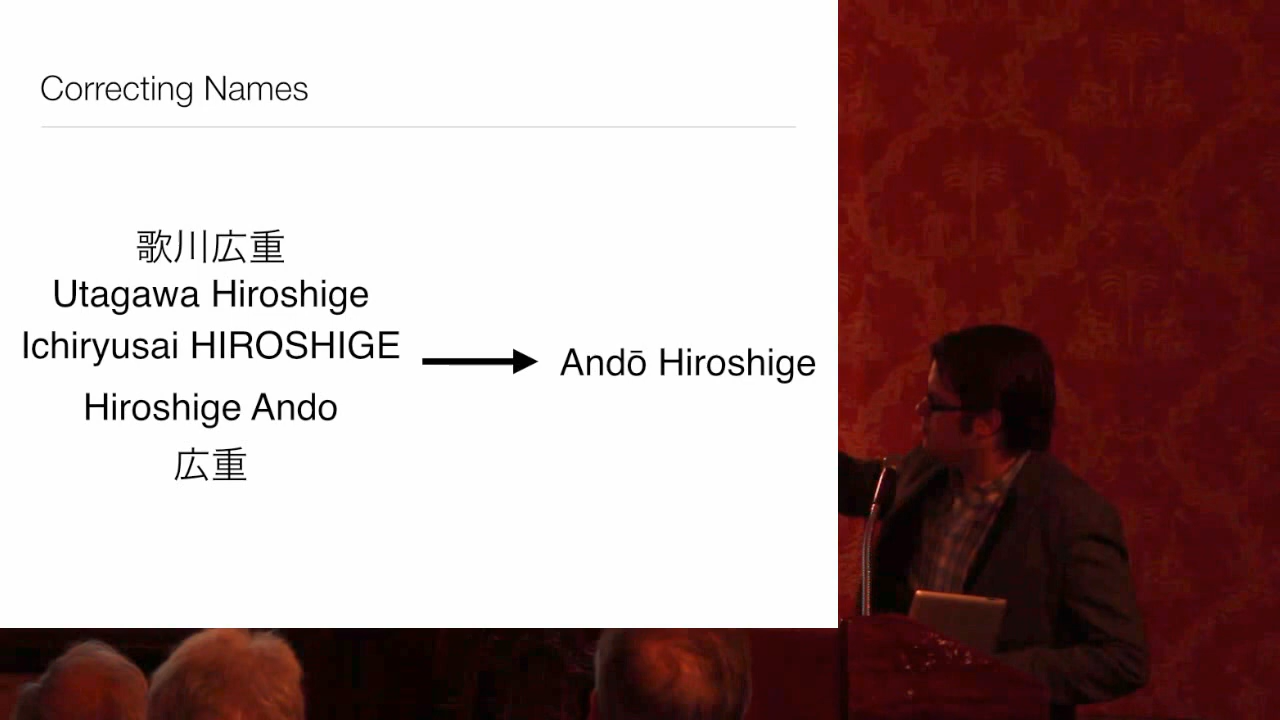 Correcting Names
歌川広重
Utagawa Hiroshige
Ichiryusai HIROSHIGE
Hiroshige Ando
広重
Andō Hiroshige